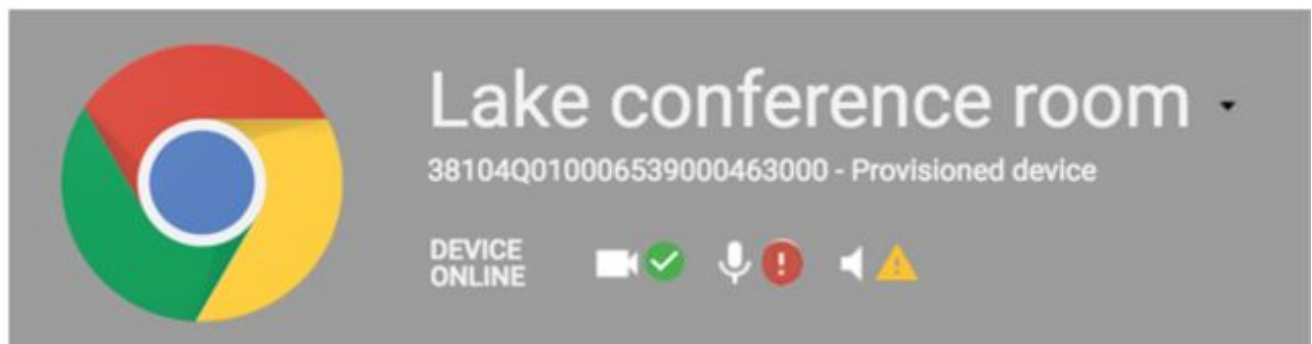 Lake conference room
38104Q010006539000463000 - Provisioned device
DEVICE
ONLINE